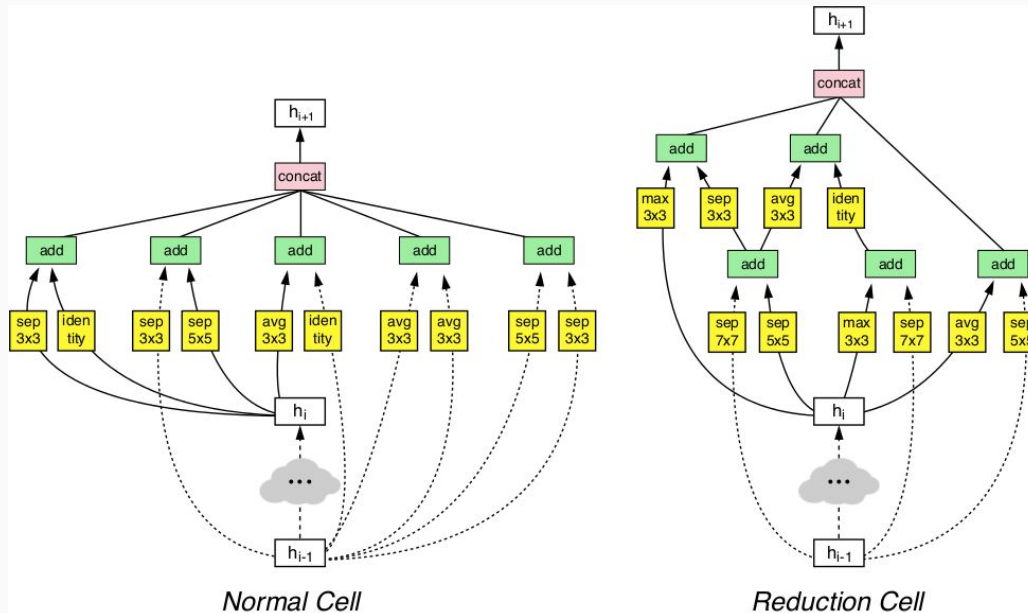 h_{i+1}
concat
add add add add add
sep 3x3
iden tity
sep 3x3
sep 5x5
avg 3x3
iden tity
avg 3x3
avg 3x3
sep 5x5
sep 3x3
h_i
...
h_{i-1}
Normal Cell
h_{i+1}
concat
add add
max 3x3
sep 3x3
avg 3x3
iden tity
add add add
sep 7x7
sep 5x5
max 3x3
sep 7x7
avg 3x3
sep 5x5
h_i
...
h_{i-1}
Reduction Cell